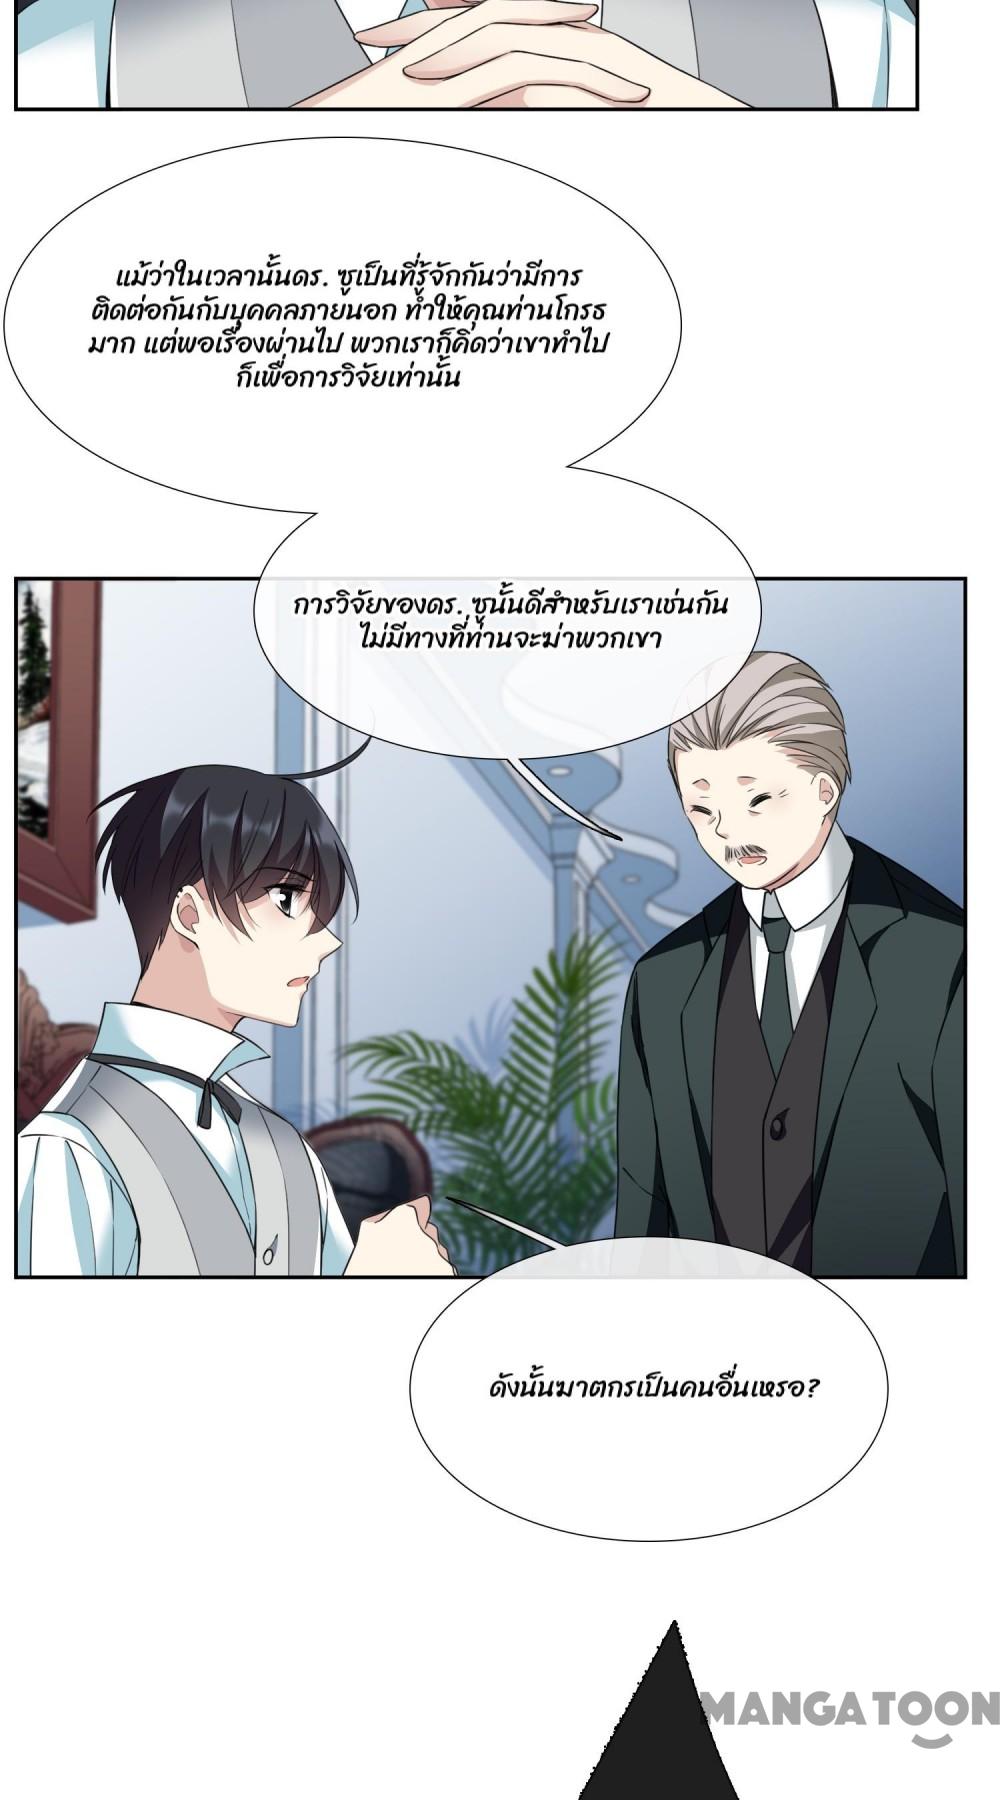 แม้ว่าในเวลานั้นดร. ซูเป็นที่รู้จักกันว่ามีการ
ติดต่อกันกับบุคคลภายนอก ทำให้คุณท่านโกรธ
มาก แต่พอเรื่องผ่านไป พวกเราก็คิดว่าเขาทำไป
ก็เพื่อการวิจัยเท่านั้น
การวิจัยของดร. ซูนั้นดีสำหรับเราเช่นกัน
ไม่มีทางที่ท่านจะฆ่าพวกเขา
ดังนั้นฆาตกรเป็นคนอื่นเหรอ?
MANGATOON